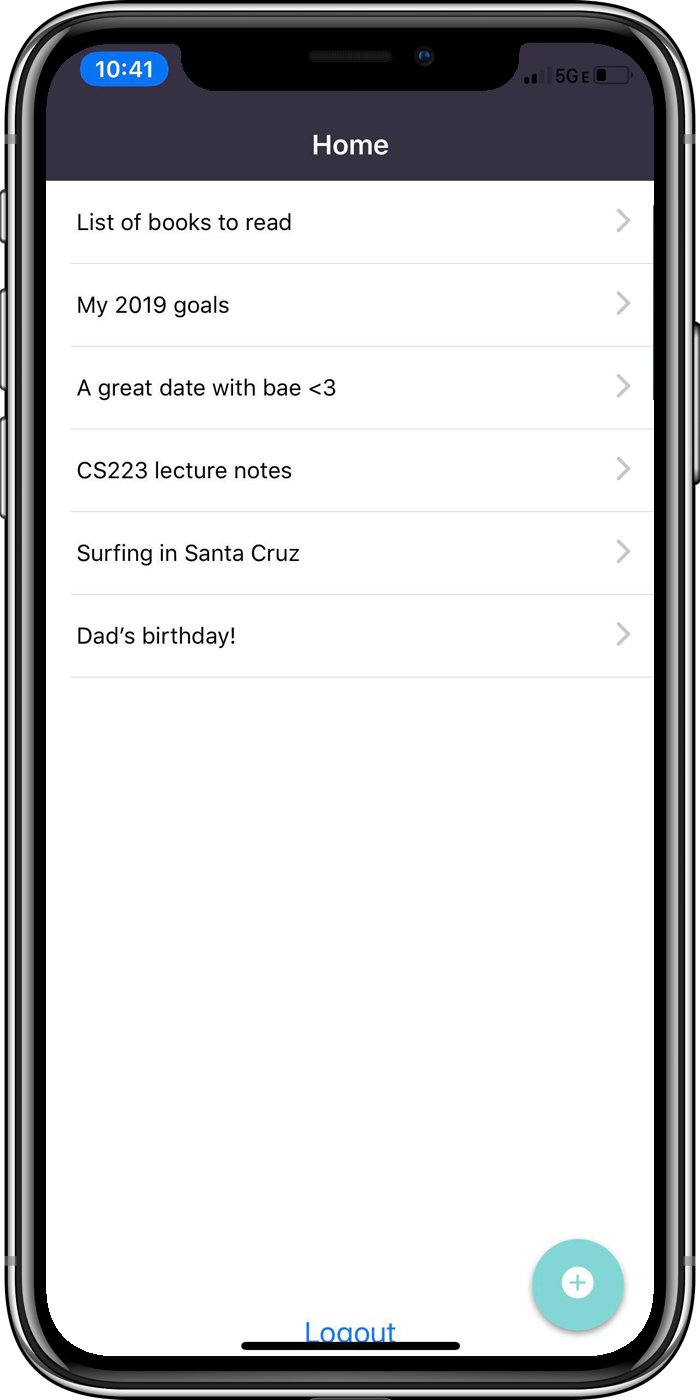 10:41
5G E
Home
List of books to read
My 2019 goals
A great date with bae <3
CS223 lecture notes
Surfing in Santa Cruz
Dad’s birthday!
Logout